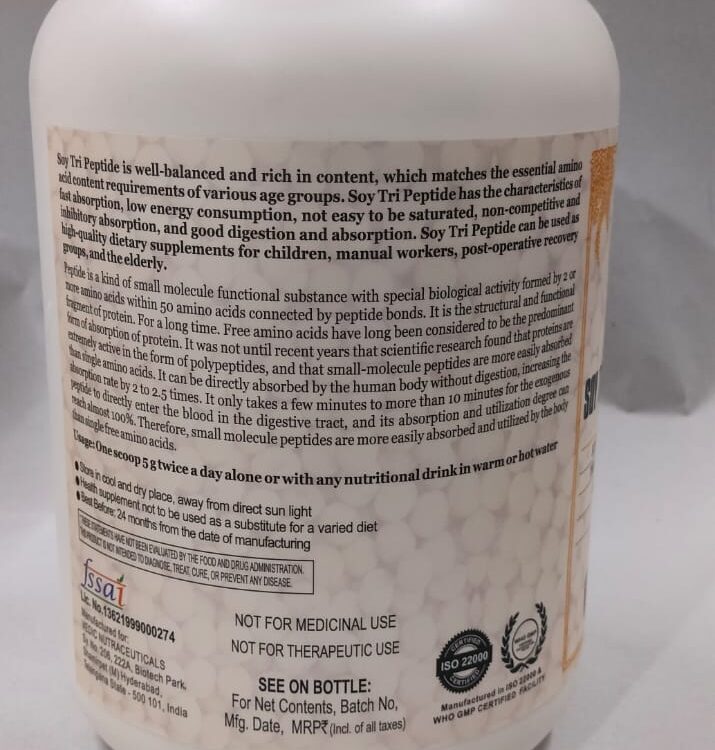 Soy Tri Peptide is well-balanced and rich in content, which matches the essential amino
acid content requirements of various age groups. Soy Tri Peptide has the characteristics of
fast absorption, low energy consumption, not easy to be saturated, non-competitive and
inhibitory absorption, and good digestion and absorption. Soy Tri Peptide can be used as
high-quality dietary supplements for children, manual workers, post-operative recovery
groups, and the elderly.
Peptide is a kind of small molecule functional substance with special biological activity formed by 2 or
more amino acids within 50 amino acids connected by peptide bonds. It is the structural and functional
fragment of protein. For a long time. Free amino acids have long been considered to be the predominant
form of absorption of protein. It was not until recent years that scientific research found that proteins are
extremely active in the form of polypeptides, and that small-molecule peptides are more easily absorbed
than single amino acids. It can be directly absorbed by the human body without digestion, increasing the
absorption rate by 2 to 2.5 times. It only takes a few minutes to more than 10 minutes for the exogenous
peptide to directly enter the blood in the digestive tract, and its absorption and utilization degree can
reach almost 100%. Therefore, small molecule peptides are more easily absorbed and utilized by the body
than single free amino acids.
Usage: One scoop 5 g twice a day alone or with any nutritional drink in warm or hot water
● Store in cool and dry place, away from direct sun light
● Health supplement not to be used as a substitute for a varied diet
● Best Before: 24 months from the date of manufacturing
THESE STATEMENTS HAVE NOT BEEN EVALUATED BY THE FOOD AND DRUG ADMINISTRATION.
THIS PRODUCT IS NOT INTENDED TO DIAGNOSE, TREAT, CURE, OR PREVENT ANY DISEASE.
fssai
Lic. No.13621999000274
Manufactured for:
NUTRACEUTICALS
Sy No. 206, 222A, Biotech Park,
(M) Hyderabad,
Telangana State - 500 101, India
NOT FOR MEDICINAL USE
NOT FOR THERAPEUTIC USE
SEE ON BOTTLE:
For Net Contents, Batch No,
Mfg. Date, MRP₹ (Incl. of all taxes)
CERTIFIED
ISO 22000
CERTIFIED
Manufactured in ISO 22000 &
WHO GMP CERTIFIED FACILITY